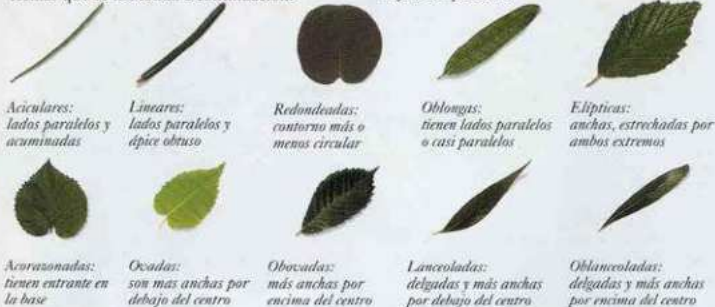 Aciculares:
lados paralelos y
acuminadas
Lineares:
lados paralelos y
ápice obtuso
Redondeadas:
contorno más o
menos circular
Oblongas:
tienen lados paralelos
o casi paralelos
Elípticas:
anchas, estrechadas por
ambos extremos
Acorazonadas:
tienen entrante en
la base
Ovadas:
son mas anchas por
debajo del centro
Obovadas:
más anchas por
encima del centro
Lanceoladas:
delgadas y más anchas
por debajo del centro
Oblanceoladas:
delgadas y más anchas
por encima del centro